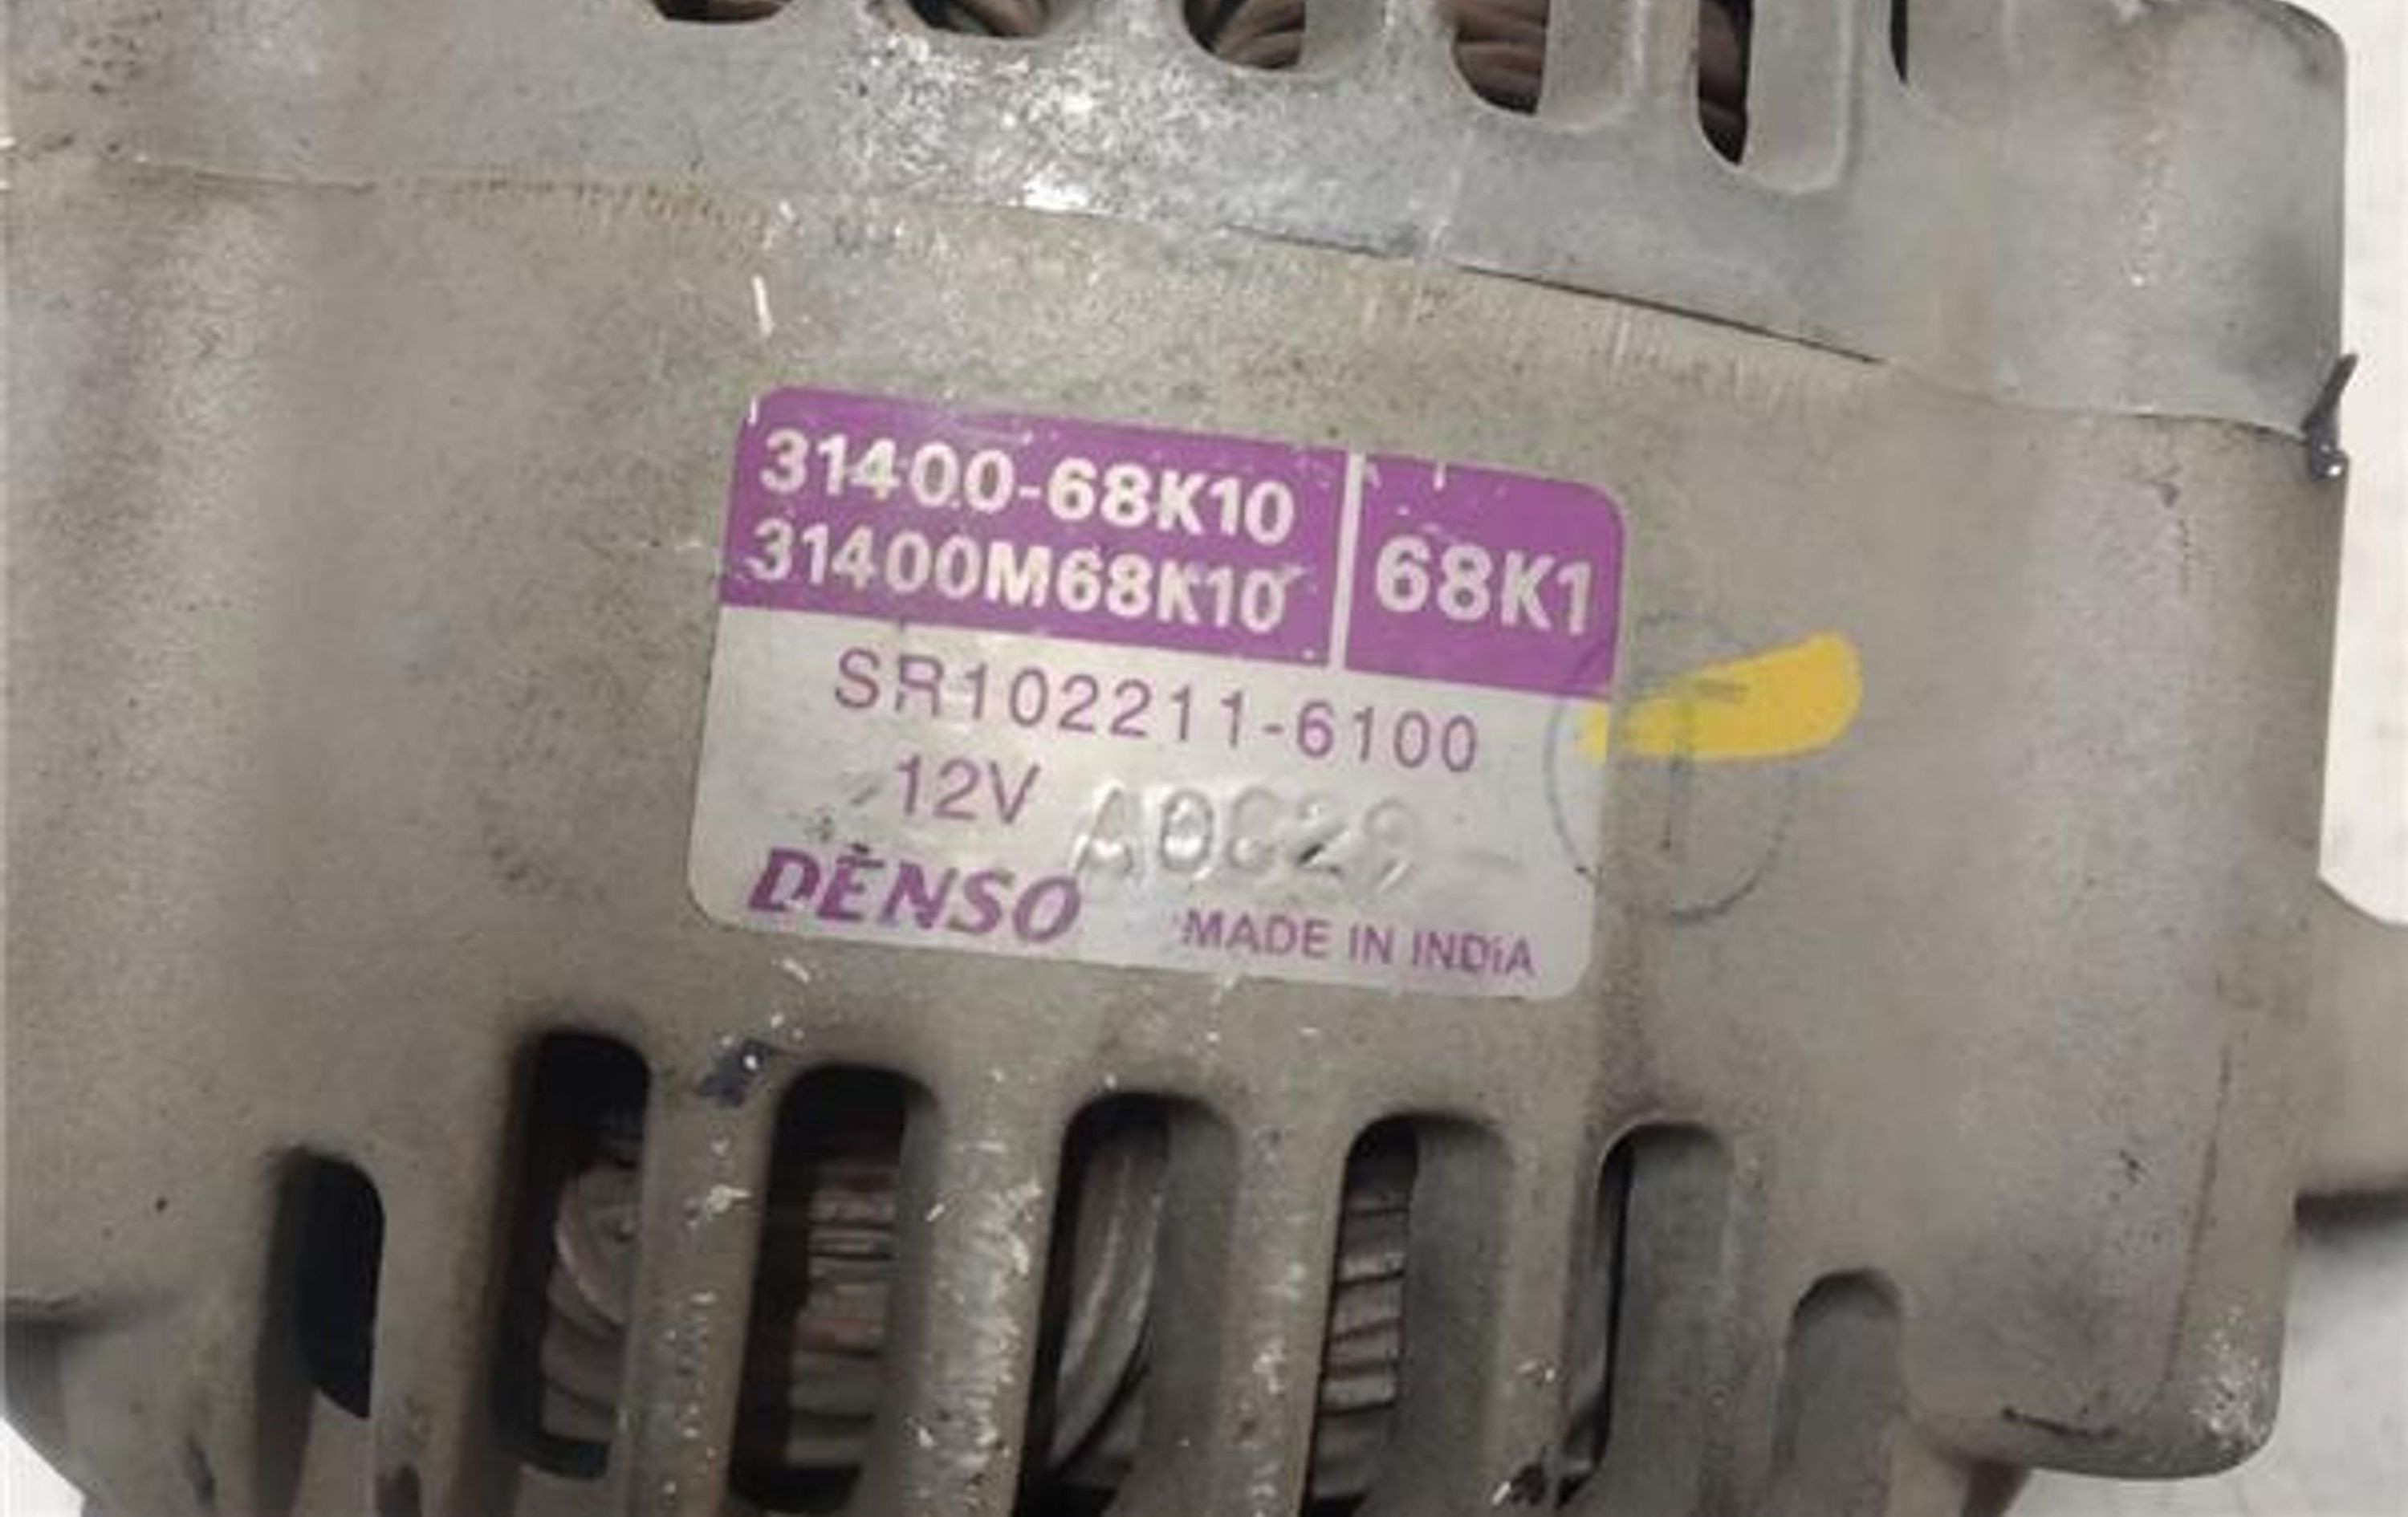 31400-68K10
31400M68K10
68K1
SR102211-6100
12V
DENSO
MADE IN INDiA